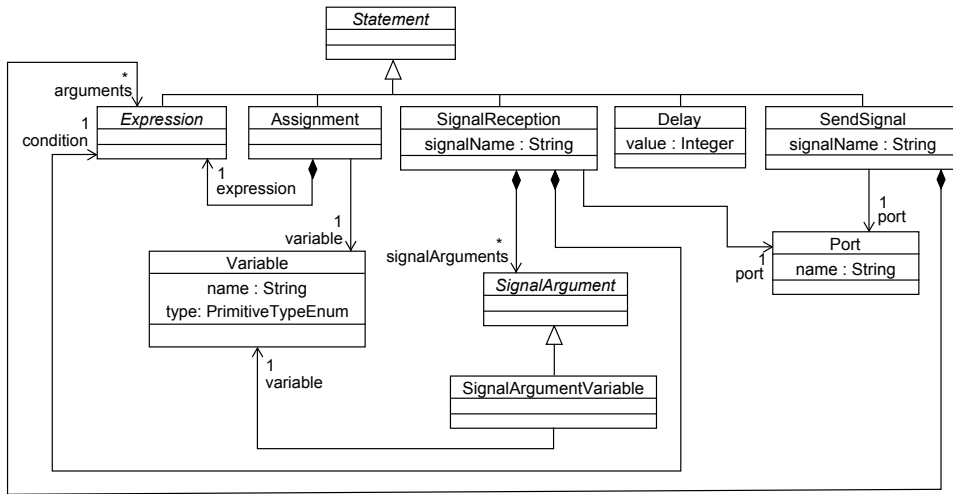 Statement
*
arguments
1
condition
Expression
Assignment
SignalReception
signalName : String
Delay
value : Integer
SendSignal
signalName : String
1
expression
1
variable
*
signalArguments
1
port
1
port
Variable
name : String
type: PrimitiveTypeEnum
SignalArgument
Port
name : String
1
variable
SignalArgumentVariable